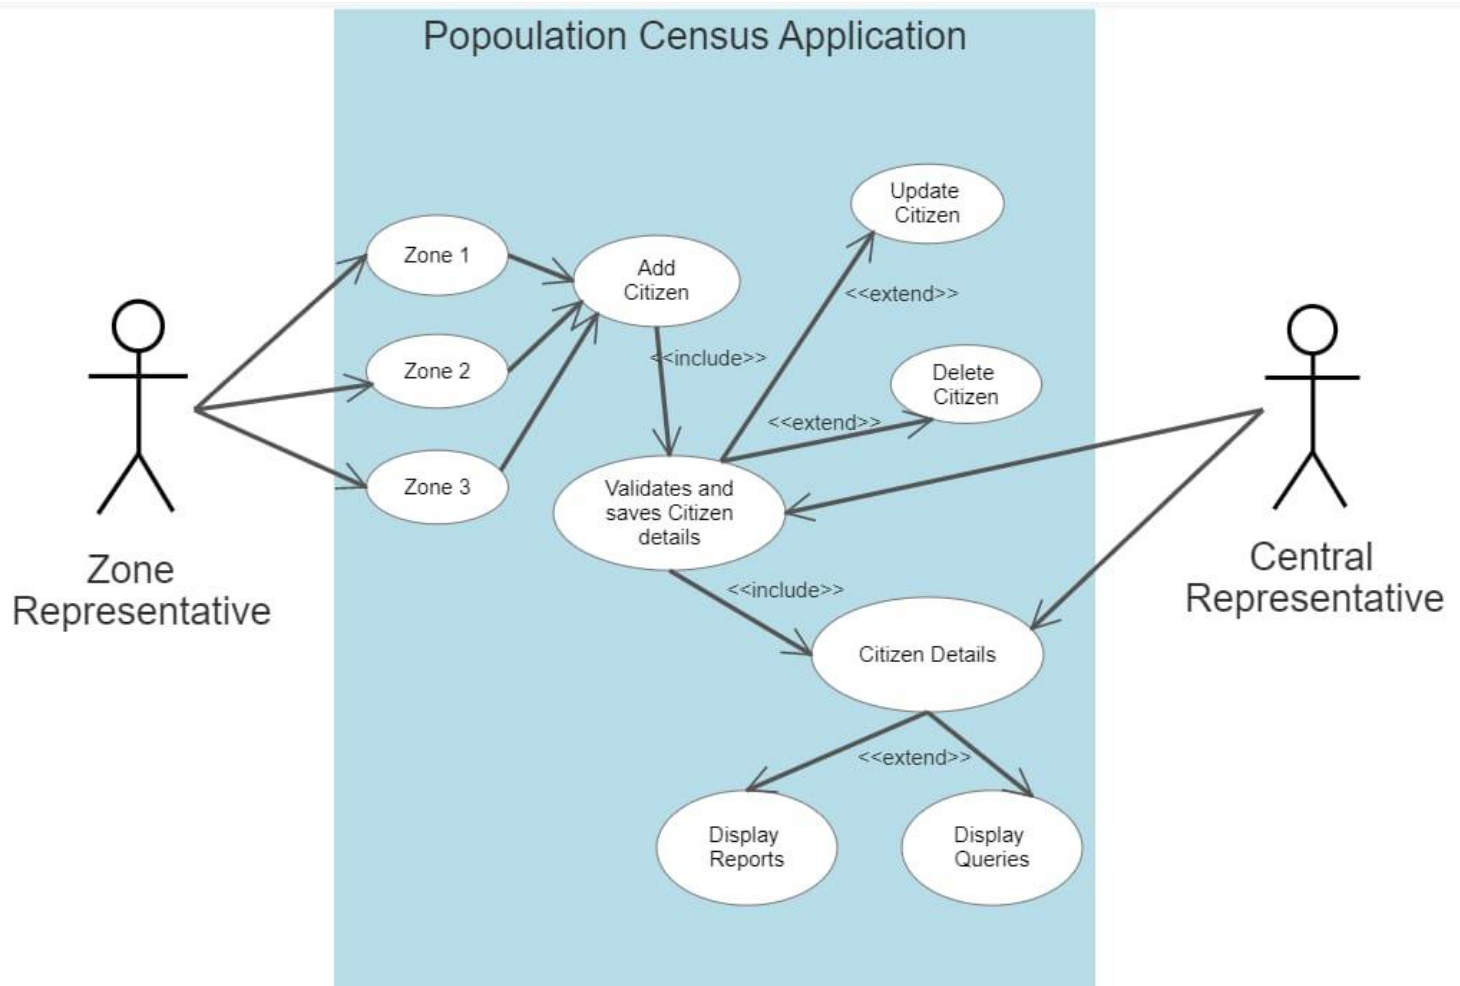 Popoulation Census Application
Update
Citizen
Zone 1
Add
Citizen
<<extend>>
Zone 2
<<include>>
Delete
Citizen
<<extend>>
Zone 3
Validates and
saves Citizen
details
Zone
Representative
Central
Representative
<<include>>
Citizen Details
<<extend>>
Display
Reports
Display
Queries